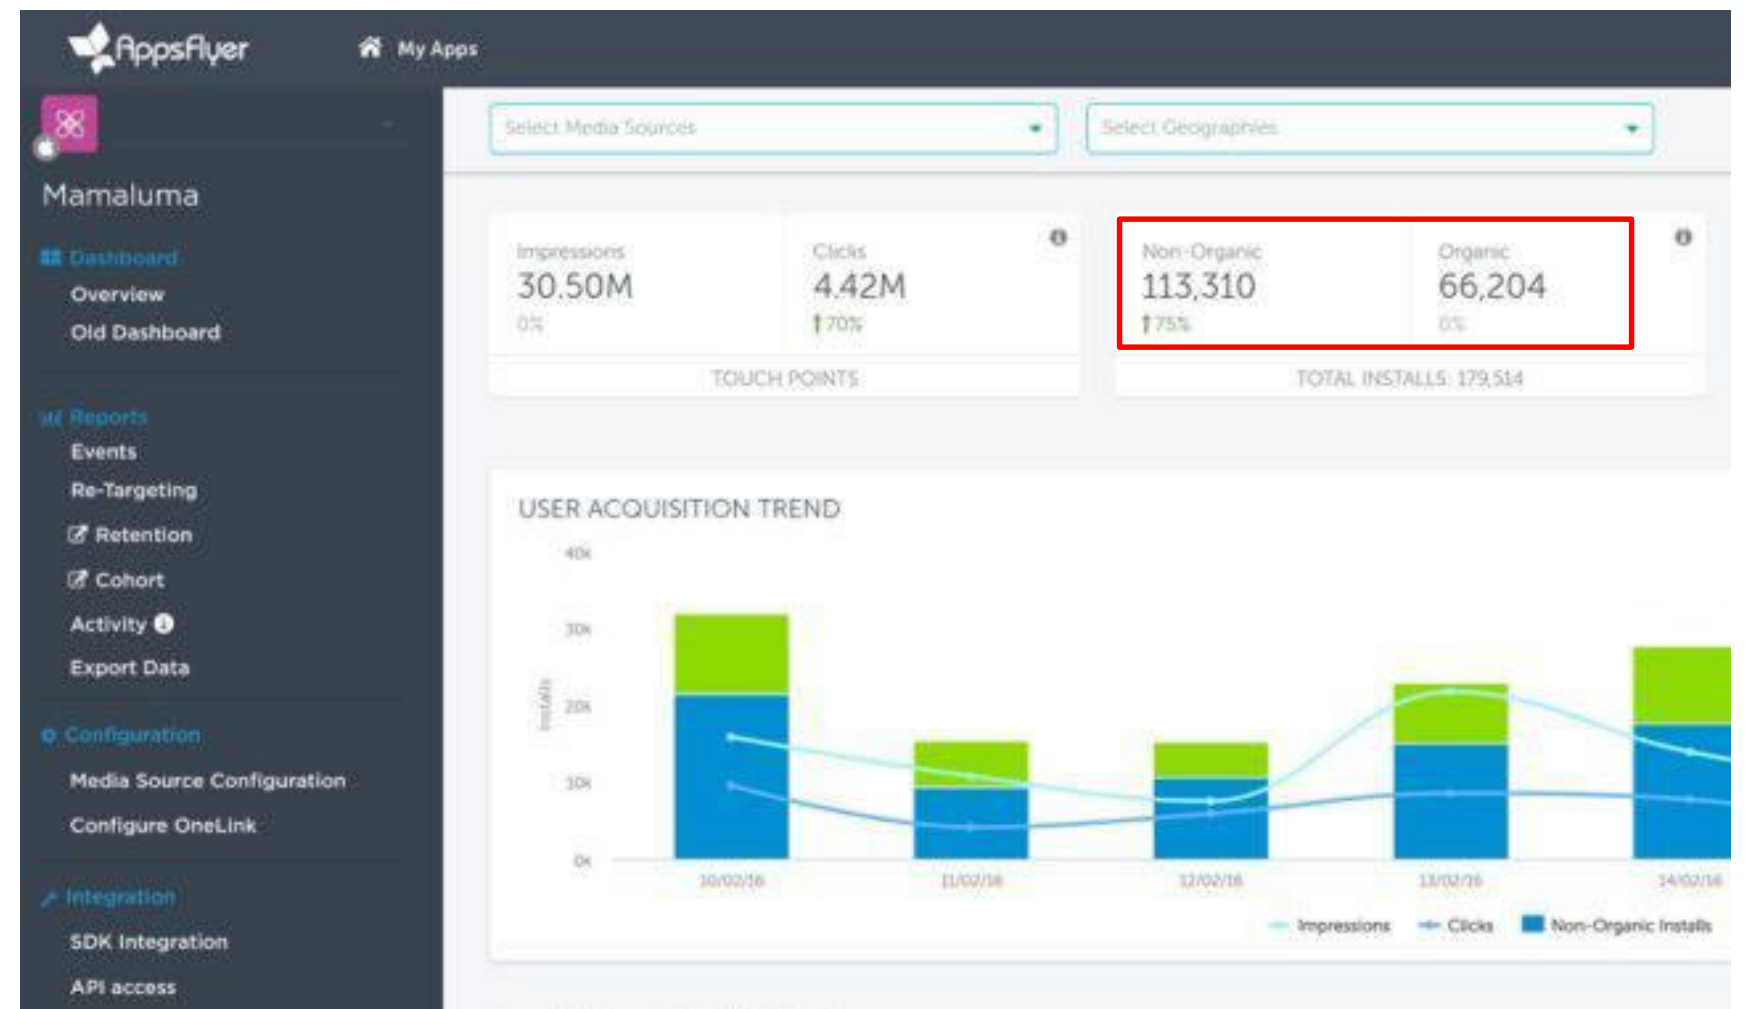 AppsFlyer My Apps
Select Media Sources Select Geographies
Mamaluma
Dashboard
Overview
Old Dashboard
Reports
Events
Re-Targeting
Retention
Cohort
Activity
Export Data
Configuration
Media Source Configuration
Configure OneLink
Integration
SDK Integration
API access
Impressions Clicks
30.50M 4.42M
0% 70%
TOUCH POINTS
Non-Organic Organic
113,310 66,204
75% 0%
TOTAL INSTALLS: 179,514
USER ACQUISITION TREND
40k
30k
20k
10k
0k
Installs
10/02/16 11/02/16 12/02/16 13/02/16 14/02/16
Impressions Clicks Non-Organic Installs